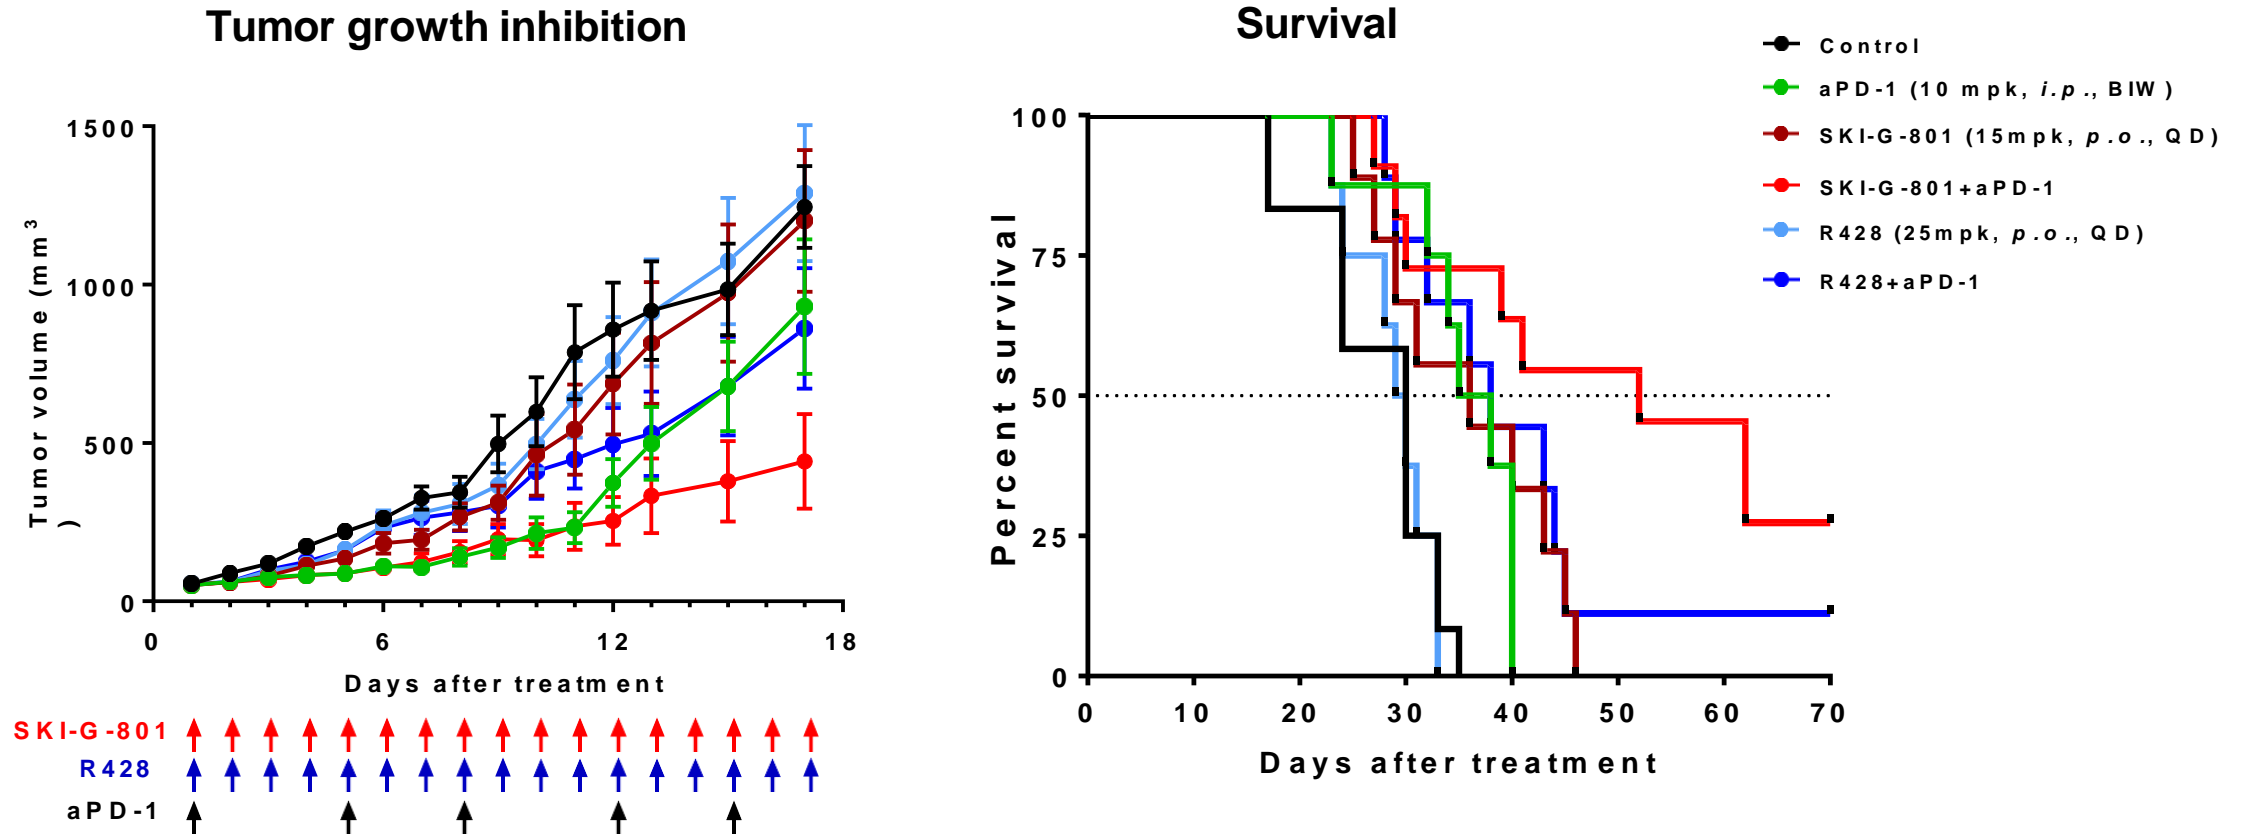 Tumor growth inhibition
Survival
Control
aPD-1 (10 mpk, i.p., BIW)
SKI-G-801 (15mpk, p.o., QD)
SKI-G-801+aPD-1
R428 (25mpk, p.o., QD)
R428+aPD-1
Tumor volume (mm3)
1500
1000
500
0
0 6 12 18
Days after treatment
SKI-G-801
R428
aPD-1
Percent survival
100
75
50
25
0
0 10 20 30 40 50 60 70
Days after treatment